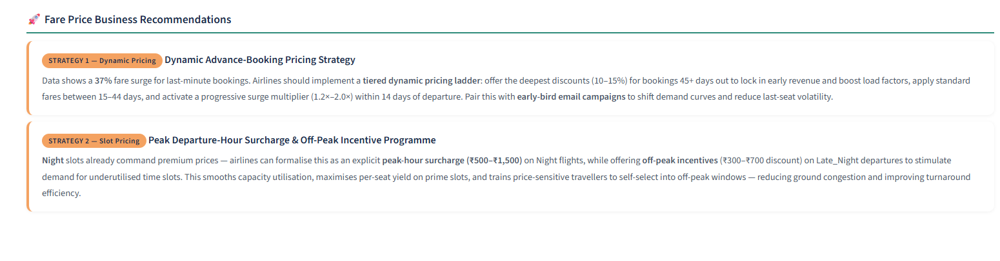 🚀 Fare Price Business Recommendations
STRATEGY 1 — Dynamic Pricing Dynamic Advance-Booking Pricing Strategy
Data shows a 37% fare surge for last-minute bookings. Airlines should implement a tiered dynamic pricing ladder: offer the deepest discounts (10–15%) for bookings 45+ days out to lock in early revenue and boost load factors, apply standard
fares between 15–44 days, and activate a progressive surge multiplier (1.2×–2.0×) within 14 days of departure. Pair this with early-bird email campaigns to shift demand curves and reduce last-seat volatility.
STRATEGY 2 — Slot Pricing Peak Departure-Hour Surcharge & Off-Peak Incentive Programme
Night slots already command premium prices — airlines can formalise this as an explicit peak-hour surcharge (₹500–₹1,500) on Night flights, while offering off-peak incentives (₹300–₹700 discount) on Late_Night departures to stimulate
demand for underutilised time slots. This smooths capacity utilisation, maximises per-seat yield on prime slots, and trains price-sensitive travellers to self-select into off-peak windows — reducing ground congestion and improving turnaround
efficiency.